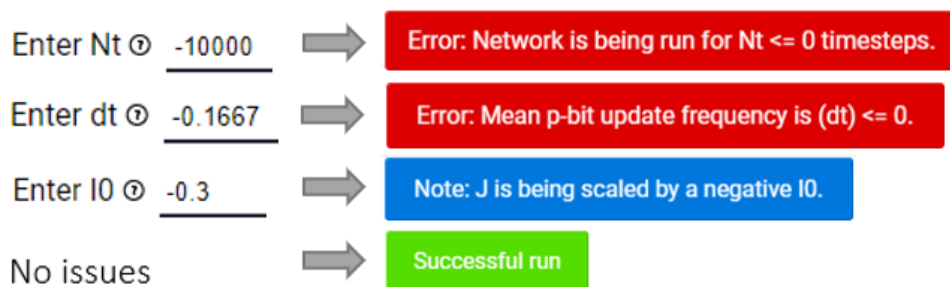 Enter Nt ? -10000 Error: Network is being run for Nt <= 0 timesteps.
Enter dt ? -0.1667 Error: Mean p-bit update frequency is (dt) <= 0.
Enter I0 ? -0.3 Note: J is being scaled by a negative I0.
No issues Successful run